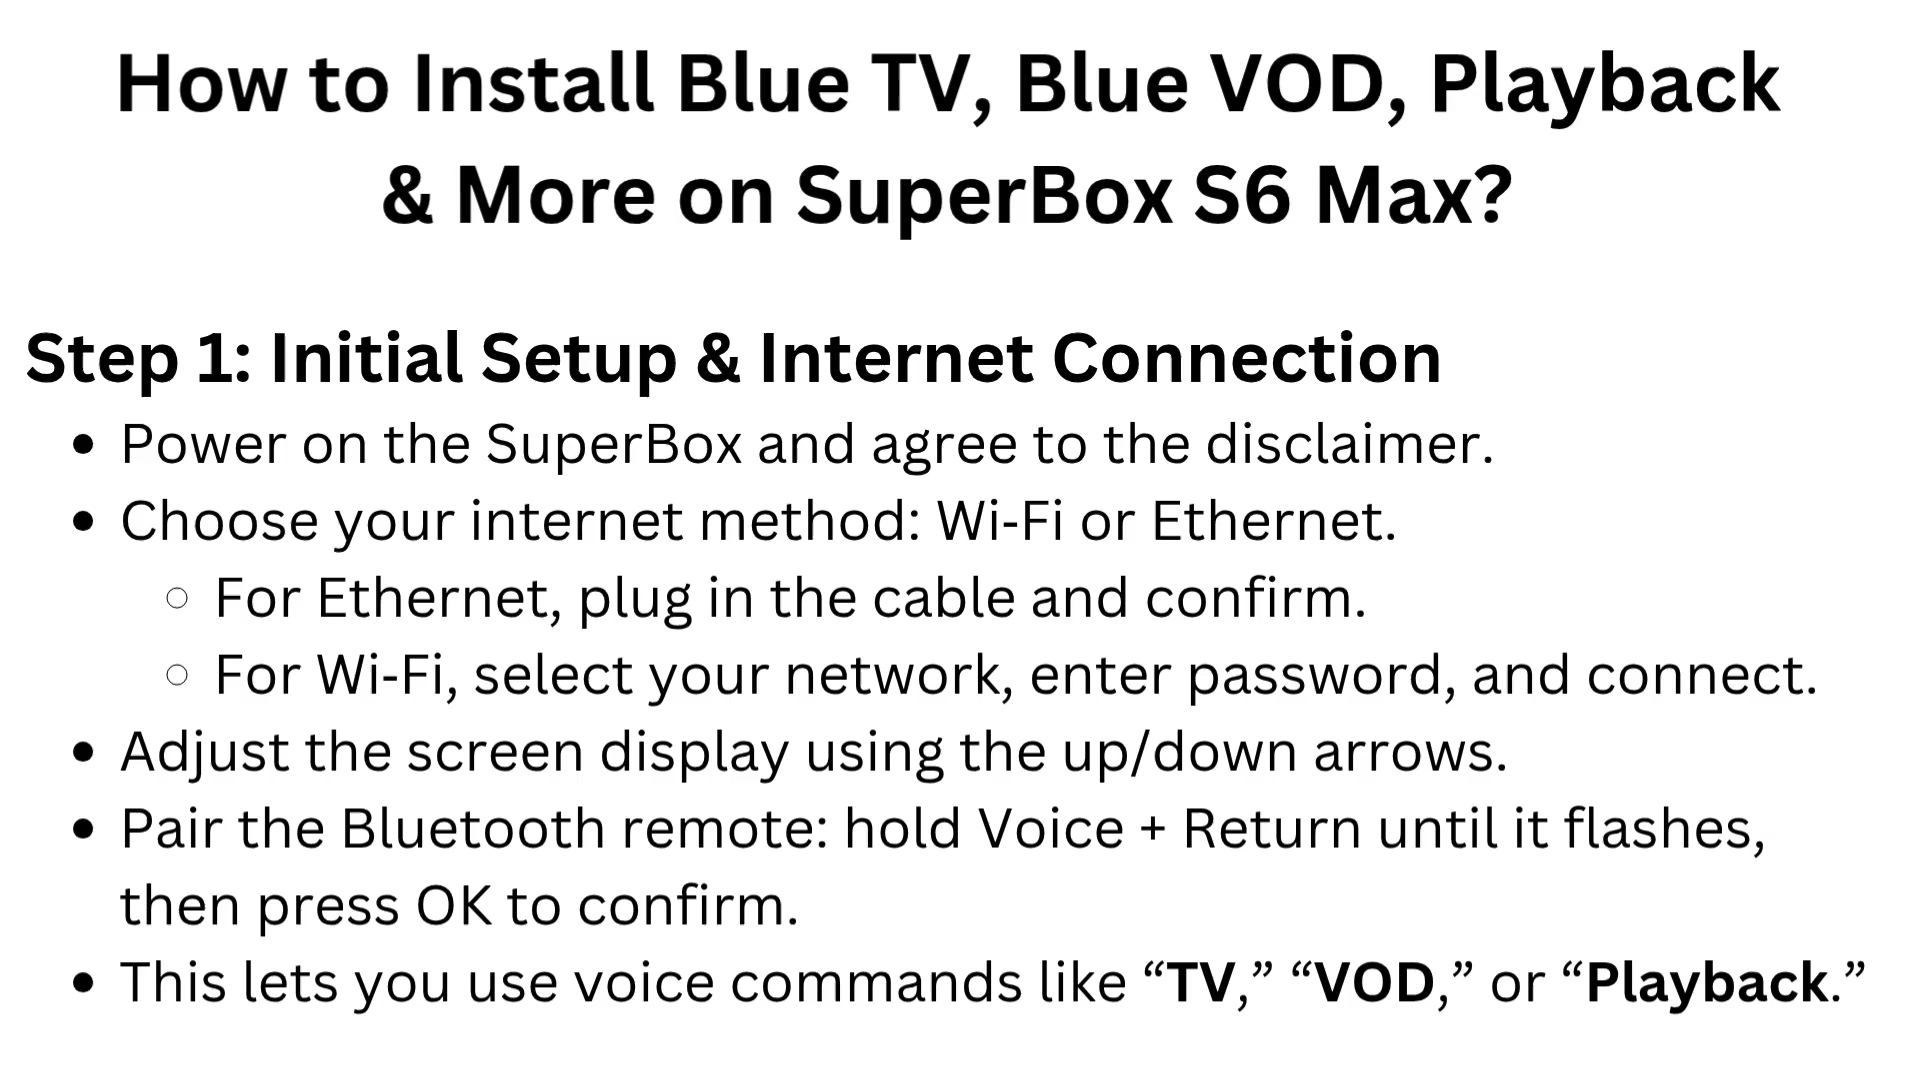 How to Install Blue TV, Blue VOD, Playback
& More on SuperBox S6 Max?
Step 1: Initial Setup & Internet Connection
• Power on the SuperBox and agree to the disclaimer.
• Choose your internet method: Wi-Fi or Ethernet.
○ For Ethernet, plug in the cable and confirm.
○ For Wi-Fi, select your network, enter password, and connect.
• Adjust the screen display using the up/down arrows.
• Pair the Bluetooth remote: hold Voice + Return until it flashes,
then press OK to confirm.
• This lets you use voice commands like “TV,” “VOD,” or “Playback.”